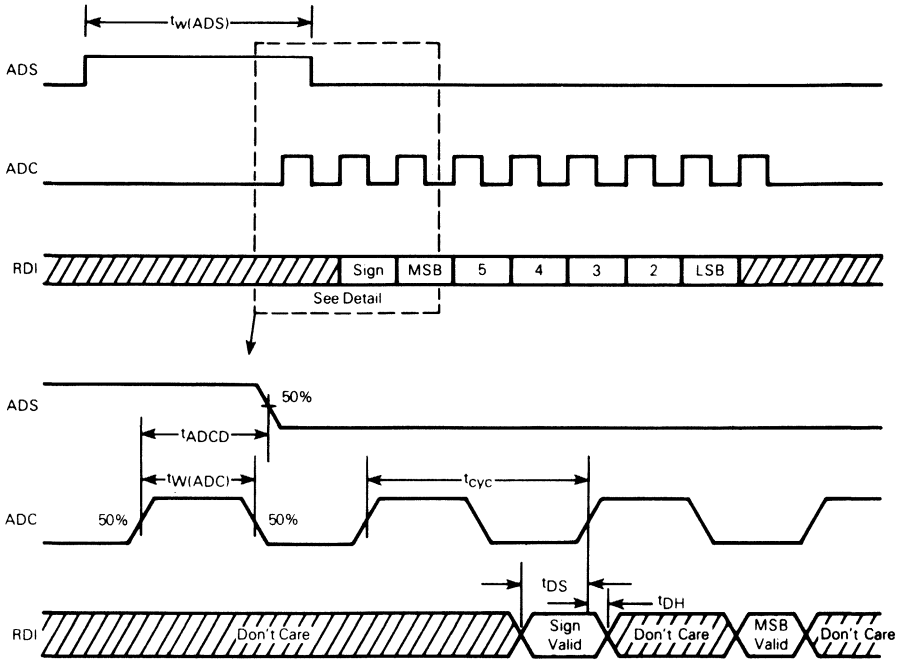 tW(ADS)
ADS
ADC
RDI
Sign
MSB
5
4
3
2
LSB
See Detail
ADS
50%
tADCD
tW(ADC)
tcyc
ADC
50%
50%
tDS
tDH
RDI
Don't Care
Sign
Valid
Don't Care
MSB
Valid
Don't Care